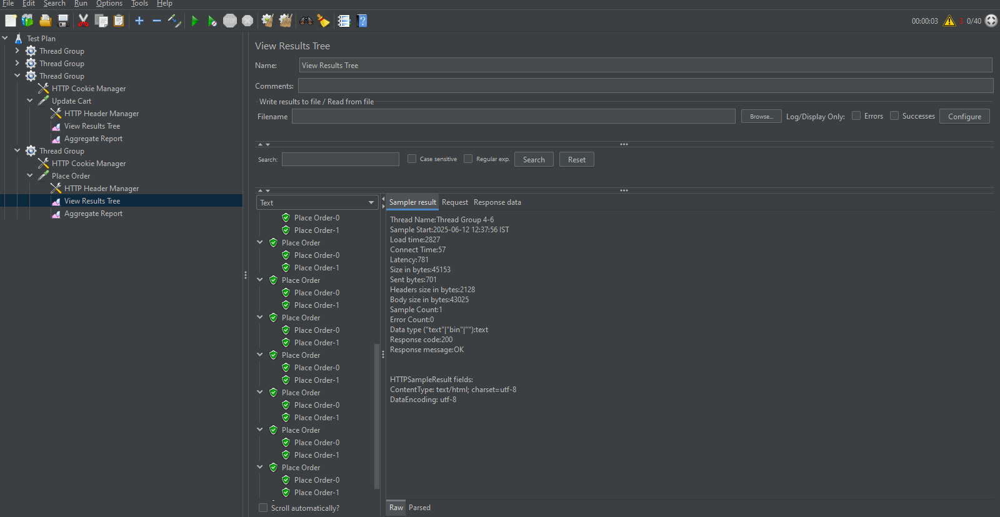 File Edit Search Run Options Tools Help
00:00:03 3 0/40
Test Plan
Thread Group
Thread Group
Thread Group
HTTP Cookie Manager
Update Cart
HTTP Header Manager
View Results Tree
Aggregate Report
Thread Group
HTTP Cookie Manager
Place Order
HTTP Header Manager
View Results Tree
Aggregate Report
View Results Tree
Name: View Results Tree
Comments:
Write results to file / Read from file
Filename Browse... Log/Display Only: Errors Successes Configure
Search: Case sensitive Regular exp. Search Reset
Text
Place Order-0
Place Order-1
Place Order
Place Order-0
Place Order-1
Place Order
Place Order-0
Place Order-1
Place Order
Place Order-0
Place Order-1
Place Order
Place Order-0
Place Order-1
Place Order
Place Order-0
Place Order-1
Place Order
Place Order-0
Place Order-1
Place Order
Place Order-0
Place Order-1
Scroll automatically?
Sampler result Request Response data
Thread Name:Thread Group 4-6
Sample Start:2025-06-12 12:37:56 IST
Load time:2827
Connect Time:57
Latency:781
Size in bytes:45153
Sent bytes:701
Headers size in bytes:2128
Body size in bytes:43025
Sample Count:1
Error Count:0
Data type ("text"|"bin"|""):text
Response code:200
Response message:OK
HTTPSampleResult fields:
ContentType: text/html; charset=utf-8
DataEncoding: utf-8
Raw Parsed